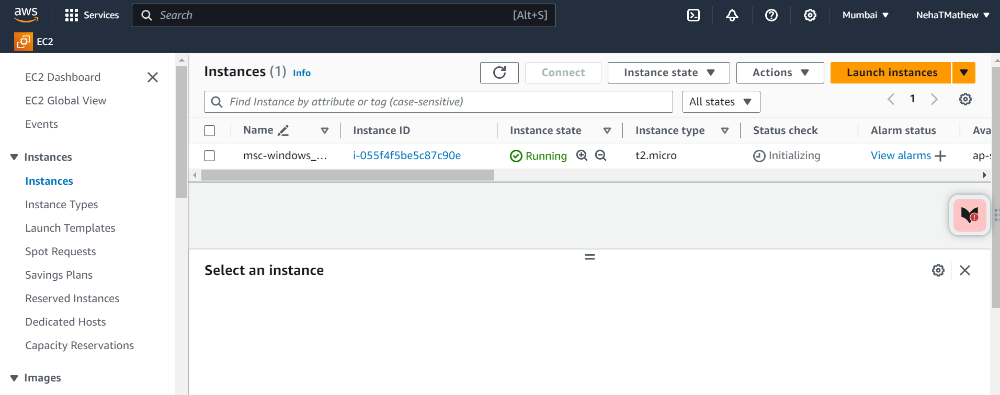 aws Services Search [Alt+S] Mumbai NehaTMathew
EC2
EC2 Dashboard
EC2 Global View
Events
Instances
Instances
Instance Types
Launch Templates
Spot Requests
Savings Plans
Reserved Instances
Dedicated Hosts
Capacity Reservations
Images
Instances (1) Info Connect Instance state Actions Launch instances
Find Instance by attribute or tag (case-sensitive) All states 1
Name Instance ID Instance state Instance type Status check Alarm status Ava
msc-windows_... i-055f4f5be5c87c90e Running t2.micro Initializing View alarms + ap-s
Select an instance